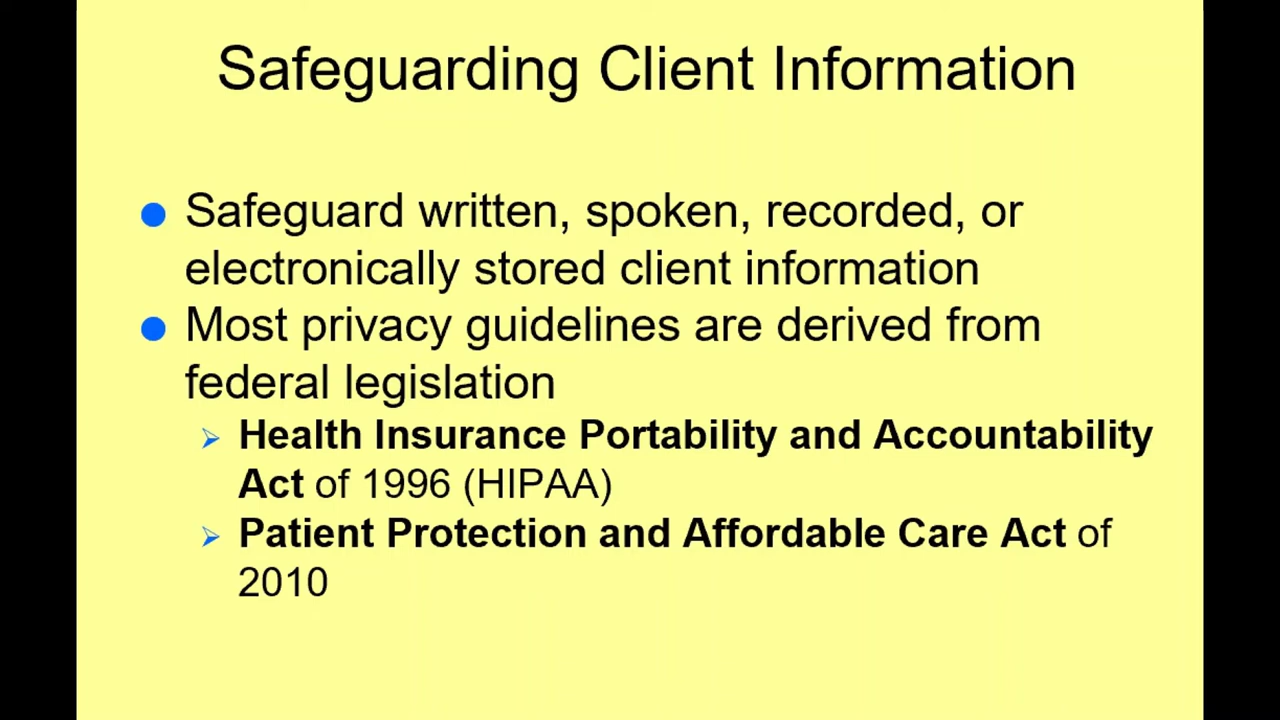 Safeguarding Client Information
Safeguard written, spoken, recorded, or
electronically stored client information
Most privacy guidelines are derived from
federal legislation
Health Insurance Portability and Accountability
Act of 1996 (HIPAA)
Patient Protection and Affordable Care Act of
2010